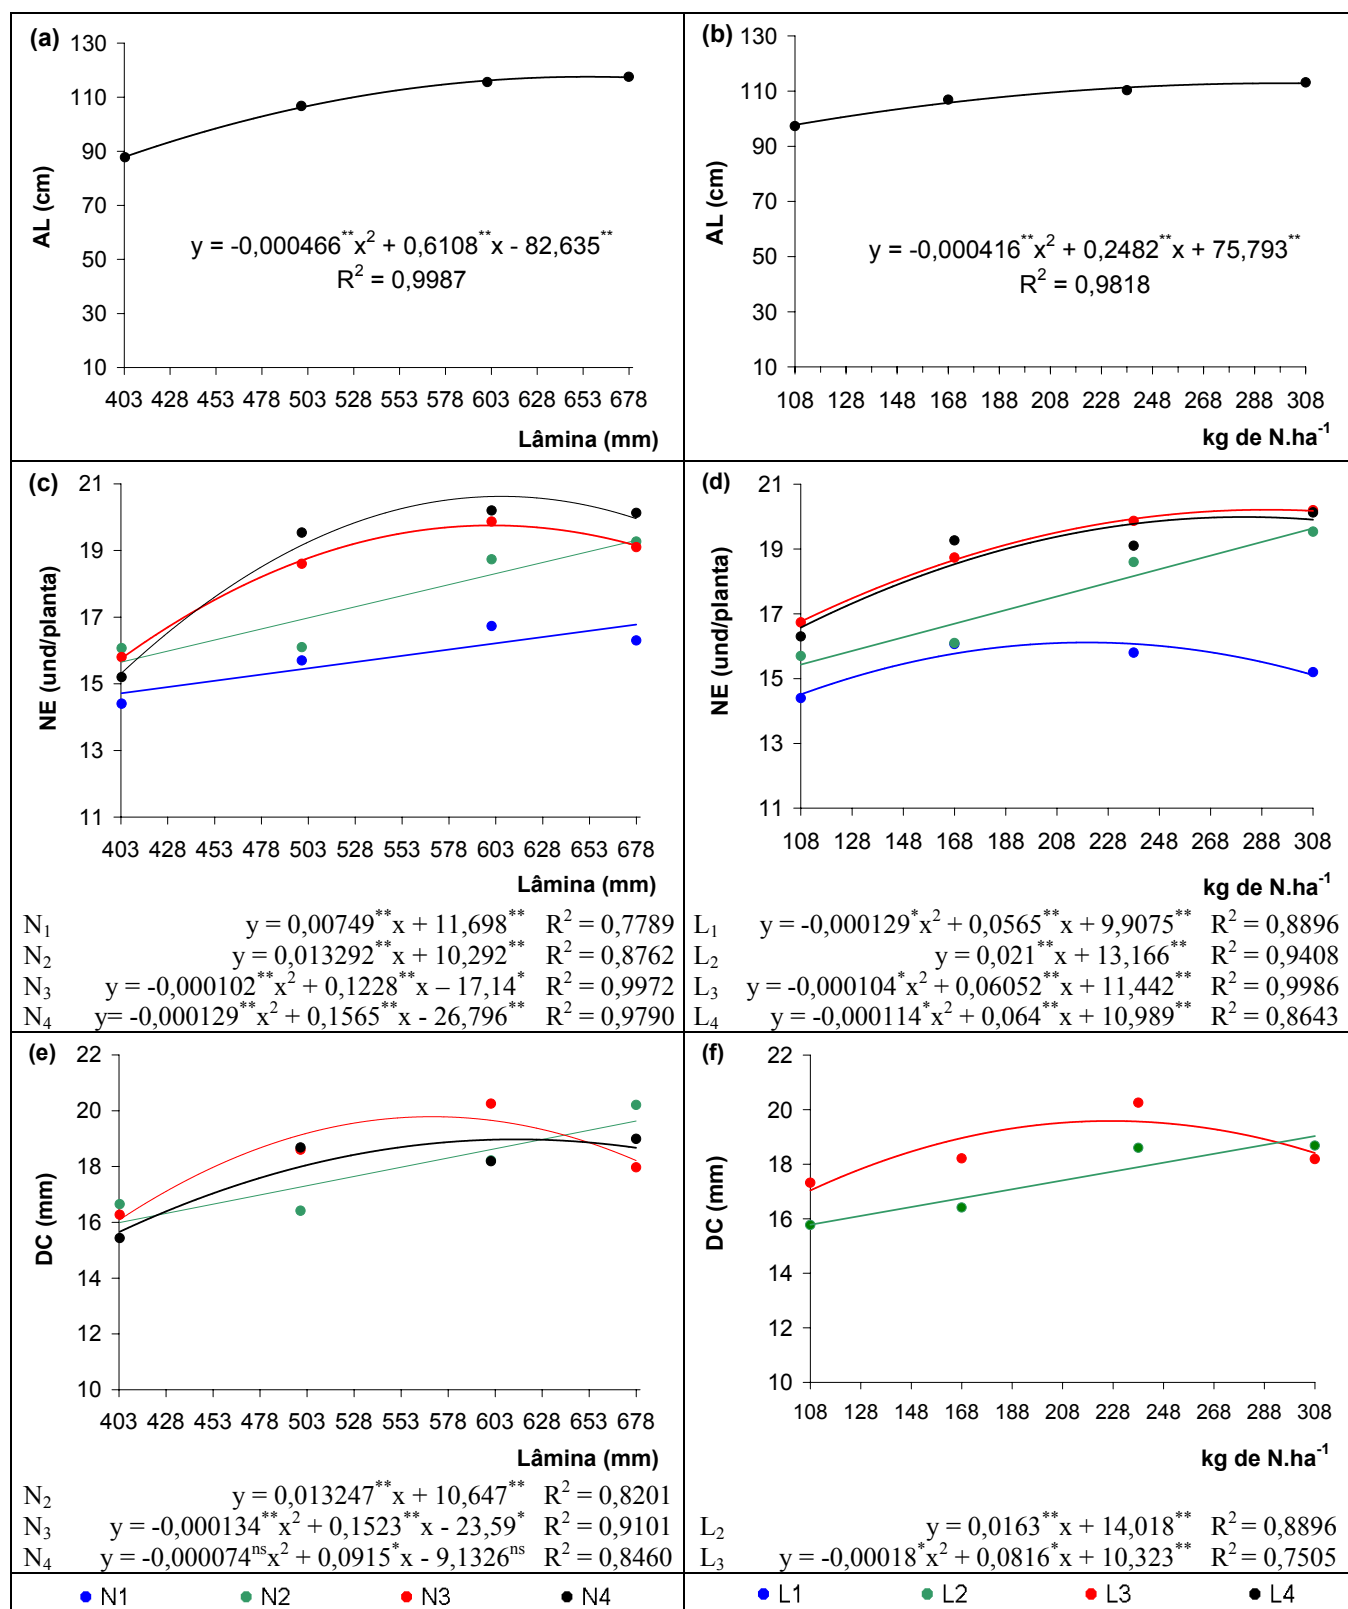 (a)
130
110
90
70
50
30
10
AL (cm)
y = -0,000466**x² + 0,6108**x - 82,635**
R² = 0,9987
403 428 453 478 503 528 553 578 603 628 653 678
Lâmina (mm)
(b)
130
110
90
70
50
30
10
AL (cm)
y = -0,000416**x² + 0,2482**x + 75,793**
R² = 0,9818
108 128 148 168 188 208 228 248 268 288 308
kg de N.ha⁻¹
(c)
21
19
17
15
13
11
NE (und/planta)
403 428 453 478 503 528 553 578 603 628 653 678
Lâmina (mm)
N₁ y = 0,00749**x + 11,698** R² = 0,7789
N₂ y = 0,013292**x + 10,292** R² = 0,8762
N₃ y = -0,000102**x² + 0,1228**x – 17,14* R² = 0,9972
N₄ y= -0,000129**x² + 0,1565**x - 26,796** R² = 0,9790
(d)
21
19
17
15
13
11
NE (und/planta)
108 128 148 168 188 208 228 248 268 288 308
kg de N.ha⁻¹
L₁ y = -0,000129*x² + 0,0565**x + 9,9075** R² = 0,8896
L₂ y = 0,021**x + 13,166** R² = 0,9408
L₃ y = -0,000104*x² + 0,06052**x + 11,442** R² = 0,9986
L₄ y = -0,000114*x² + 0,064**x + 10,989** R² = 0,8643
(e)
22
20
18
16
14
12
10
DC (mm)
403 428 453 478 503 528 553 578 603 628 653 678
Lâmina (mm)
N₂ y = 0,013247**x + 10,647** R² = 0,8201
N₃ y = -0,000134**x² + 0,1523**x - 23,59* R² = 0,9101
N₄ y = -0,000074ⁿˢx² + 0,0915*x - 9,1326ⁿˢ R² = 0,8460
(f)
22
20
18
16
14
12
10
DC (mm)
108 128 148 168 188 208 228 248 268 288 308
kg de N.ha⁻¹
L₂ y = 0,0163**x + 14,018** R² = 0,8896
L₃ y = -0,00018*x² + 0,0816*x + 10,323** R² = 0,7505
N1 N2 N3 N4
L1 L2 L3 L4